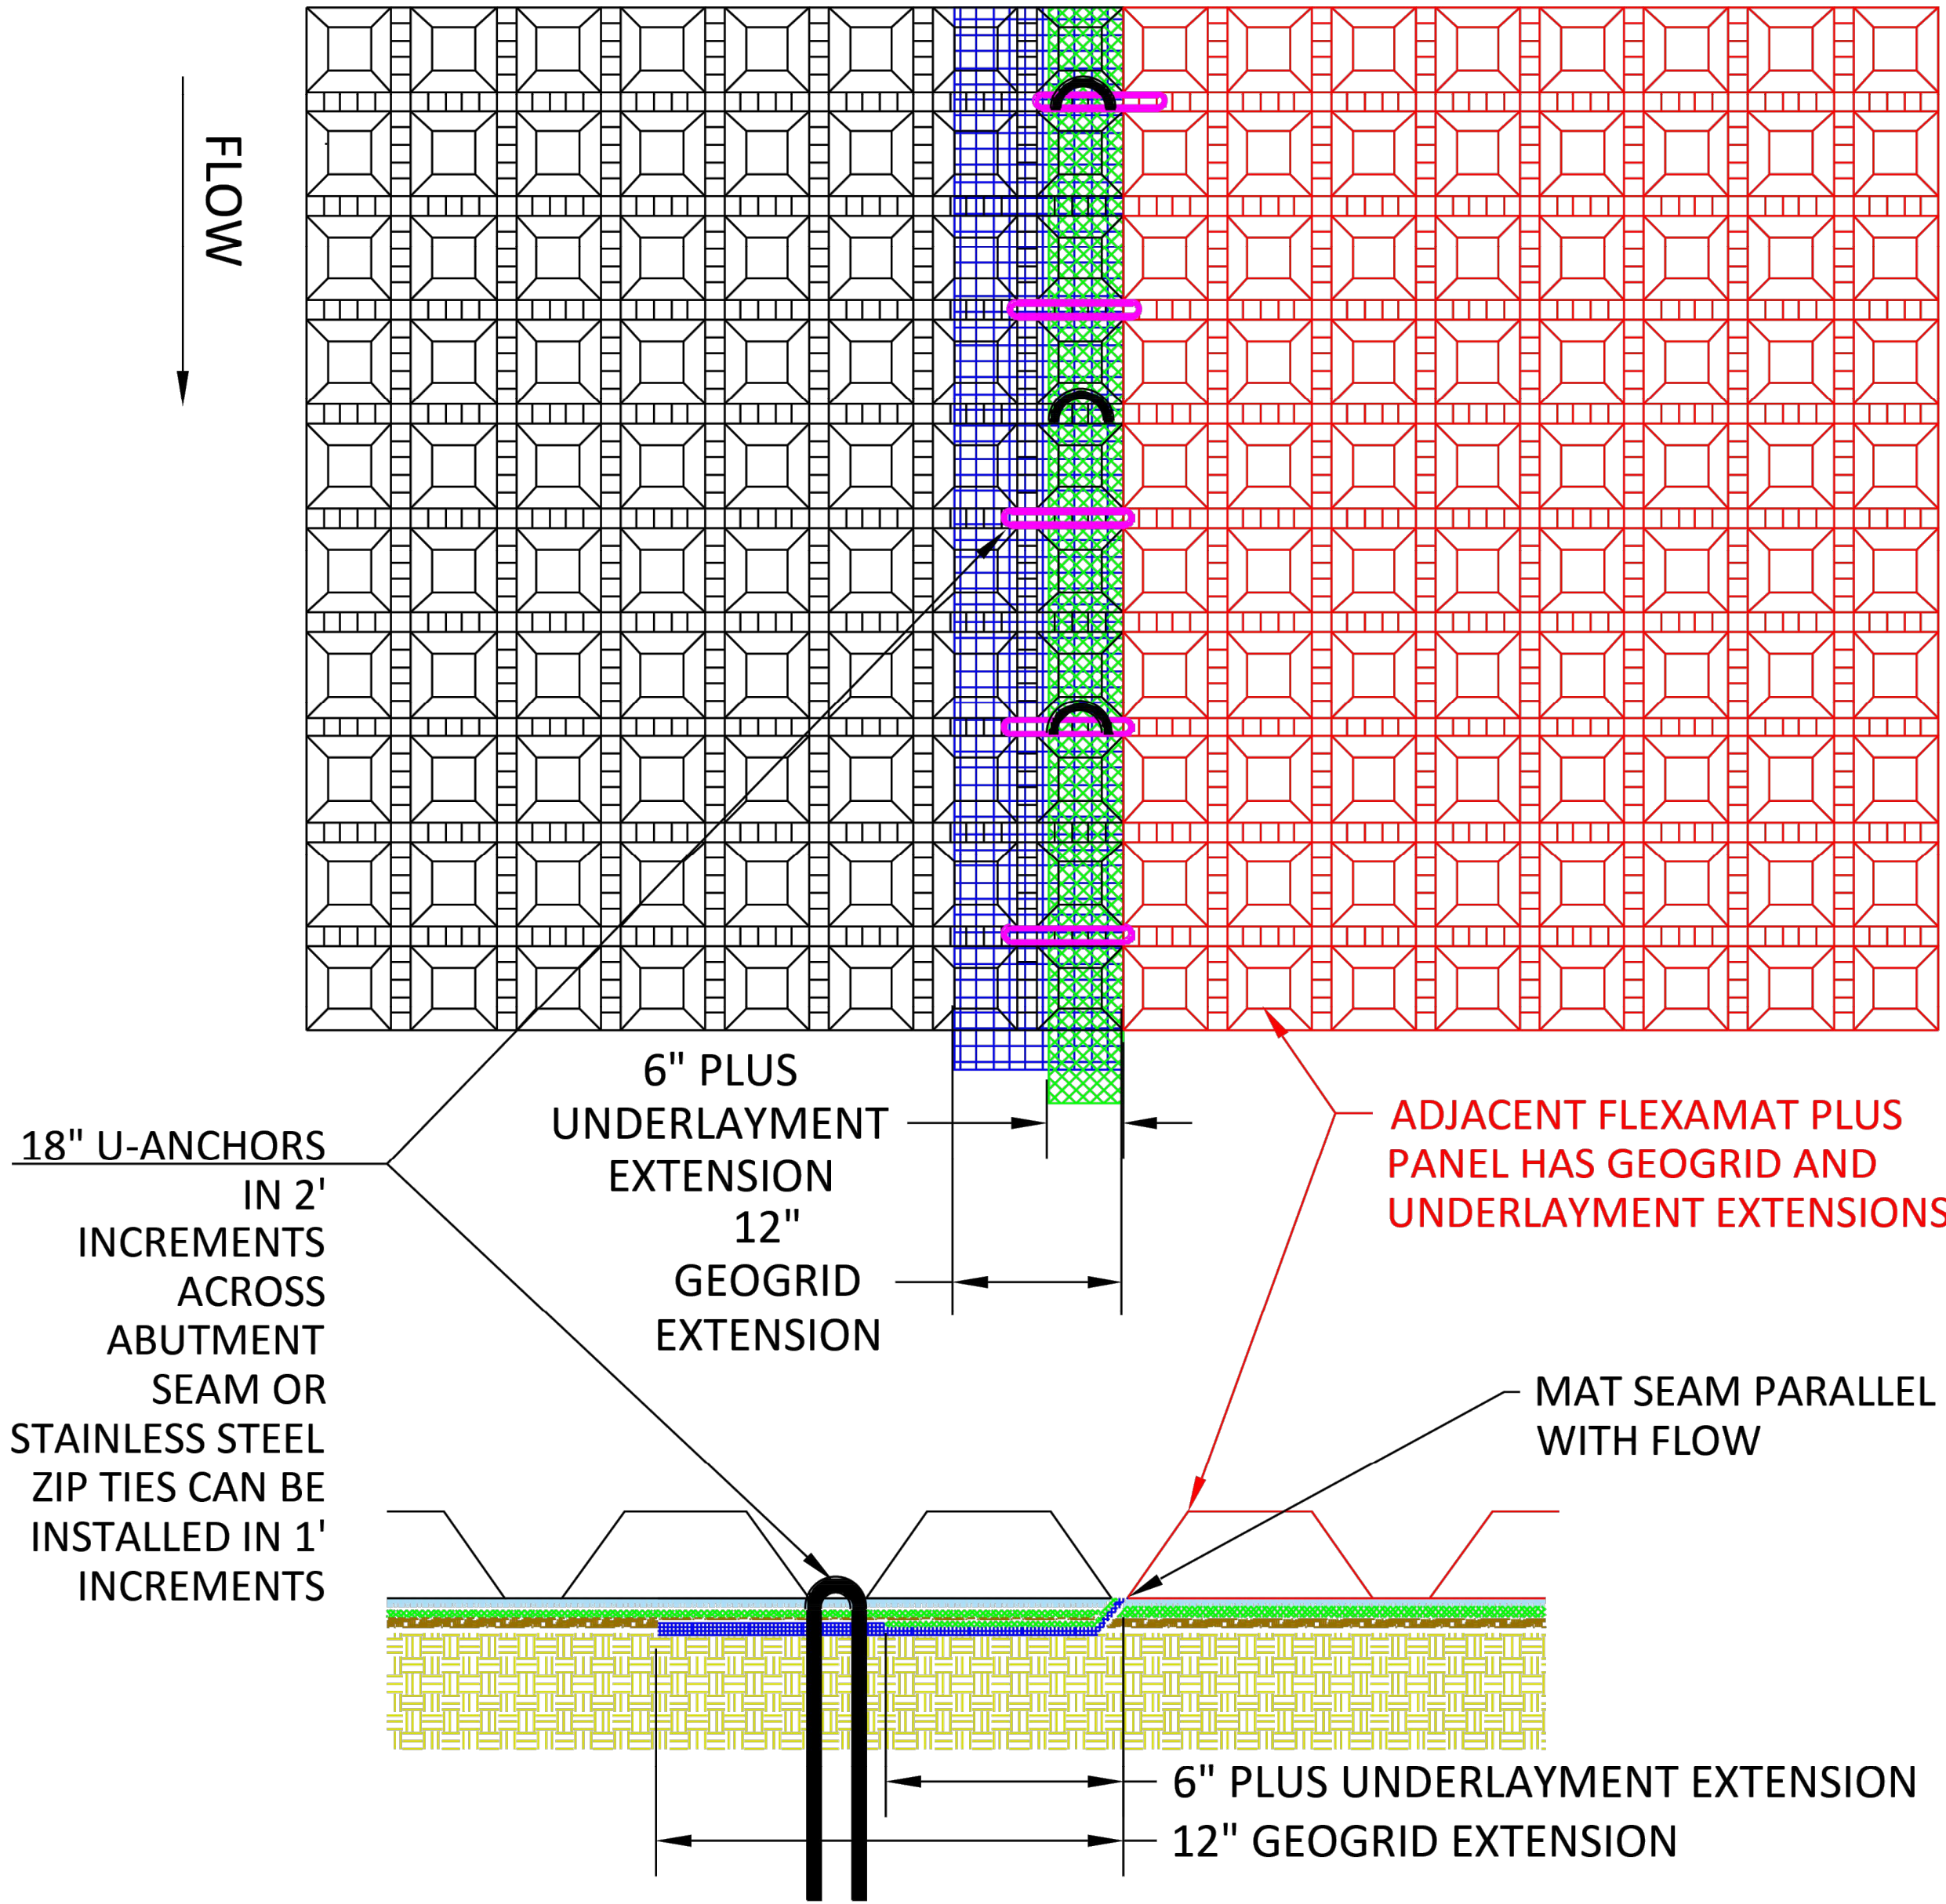 FLOW
6" PLUS
UNDERLAYMENT
EXTENSION
12"
GEOGRID
EXTENSION
18" U-ANCHORS
IN 2'
INCREMENTS
ACROSS
ABUTMENT
SEAM OR
STAINLESS STEEL
ZIP TIES CAN BE
INSTALLED IN 1'
INCREMENTS
ADJACENT FLEXAMAT PLUS
PANEL HAS GEOGRID AND
UNDERLAYMENT EXTENSIONS
MAT SEAM PARALLEL
WITH FLOW
6" PLUS UNDERLAYMENT EXTENSION
12" GEOGRID EXTENSION